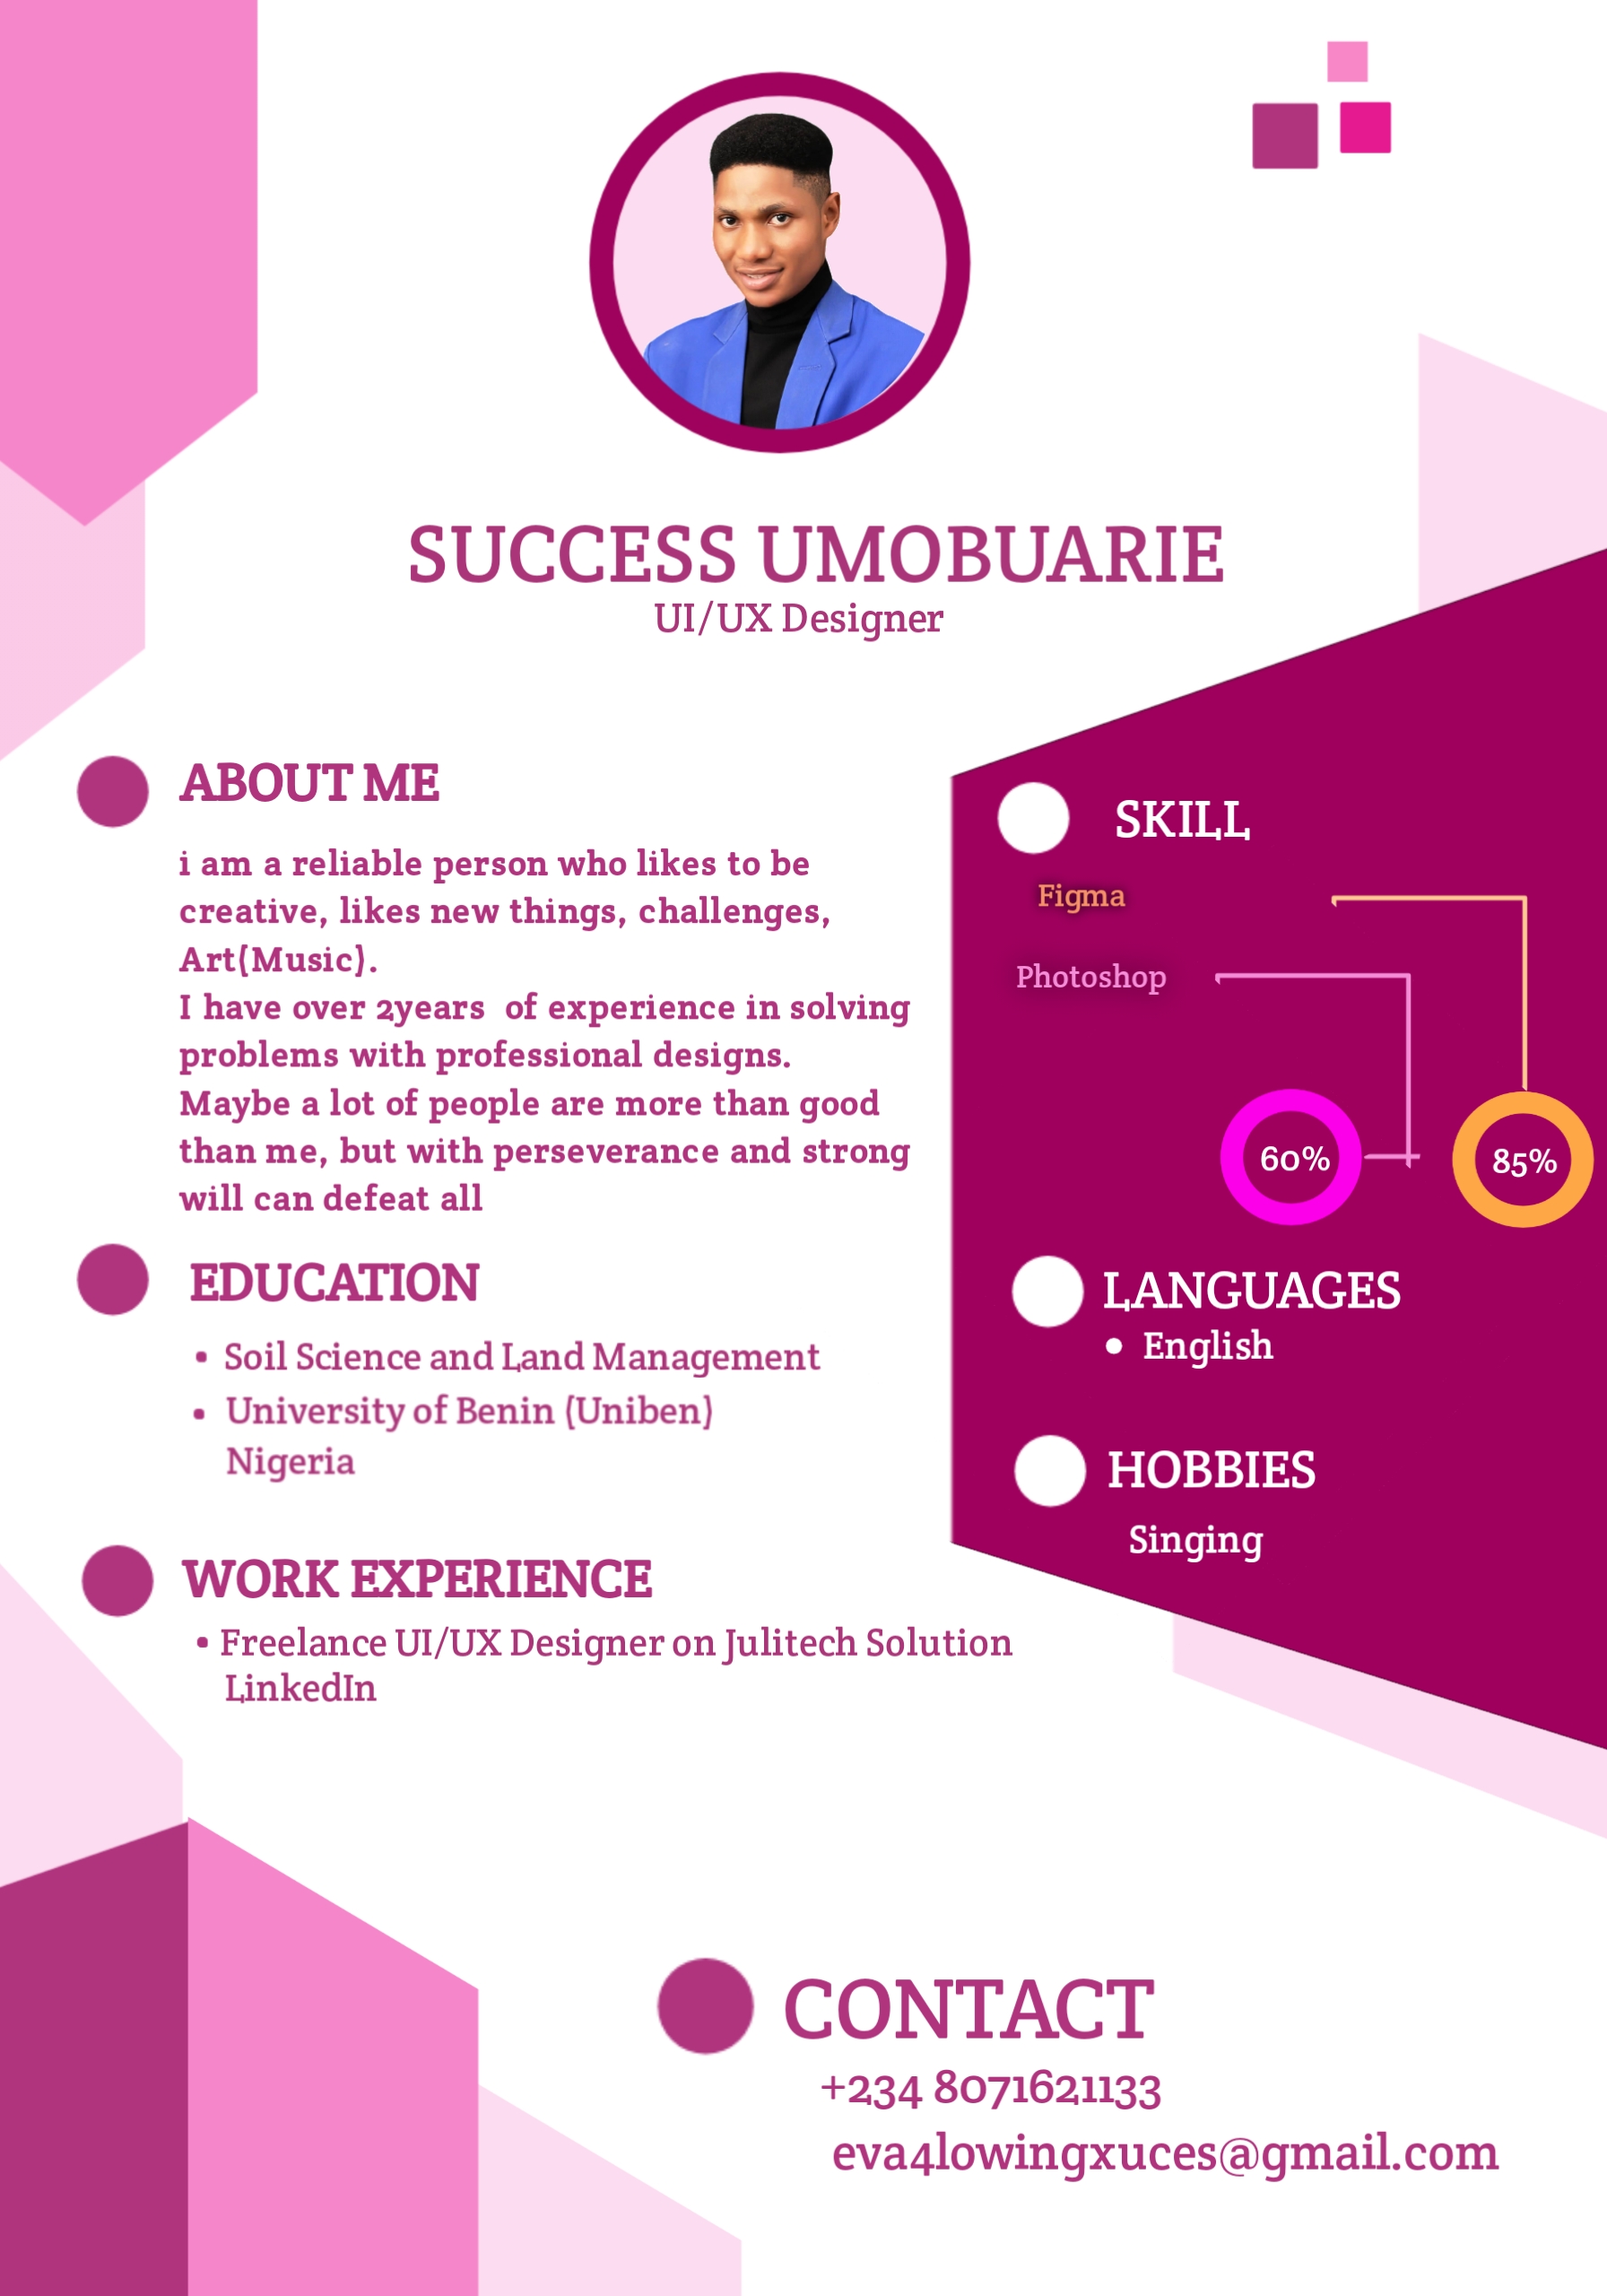 SUCCESS UMOBUARIE
UI/UX Designer
ABOUT ME
i am a reliable person who likes to be
creative, likes new things, challenges,
Art(Music).
I have over 2years  of experience in solving
problems with professional designs.
Maybe a lot of people are more than good
than me, but with perseverance and strong
will can defeat all
EDUCATION
• Soil Science and Land Management
• University of Benin (Uniben)
Nigeria
WORK EXPERIENCE
• Freelance UI/UX Designer on Julitech Solution
LinkedIn
SKILL
Figma
Photoshop
60%
85%
LANGUAGES
• English
HOBBIES
Singing
CONTACT
+234 8071621133
eva4lowingxuces@gmail.com